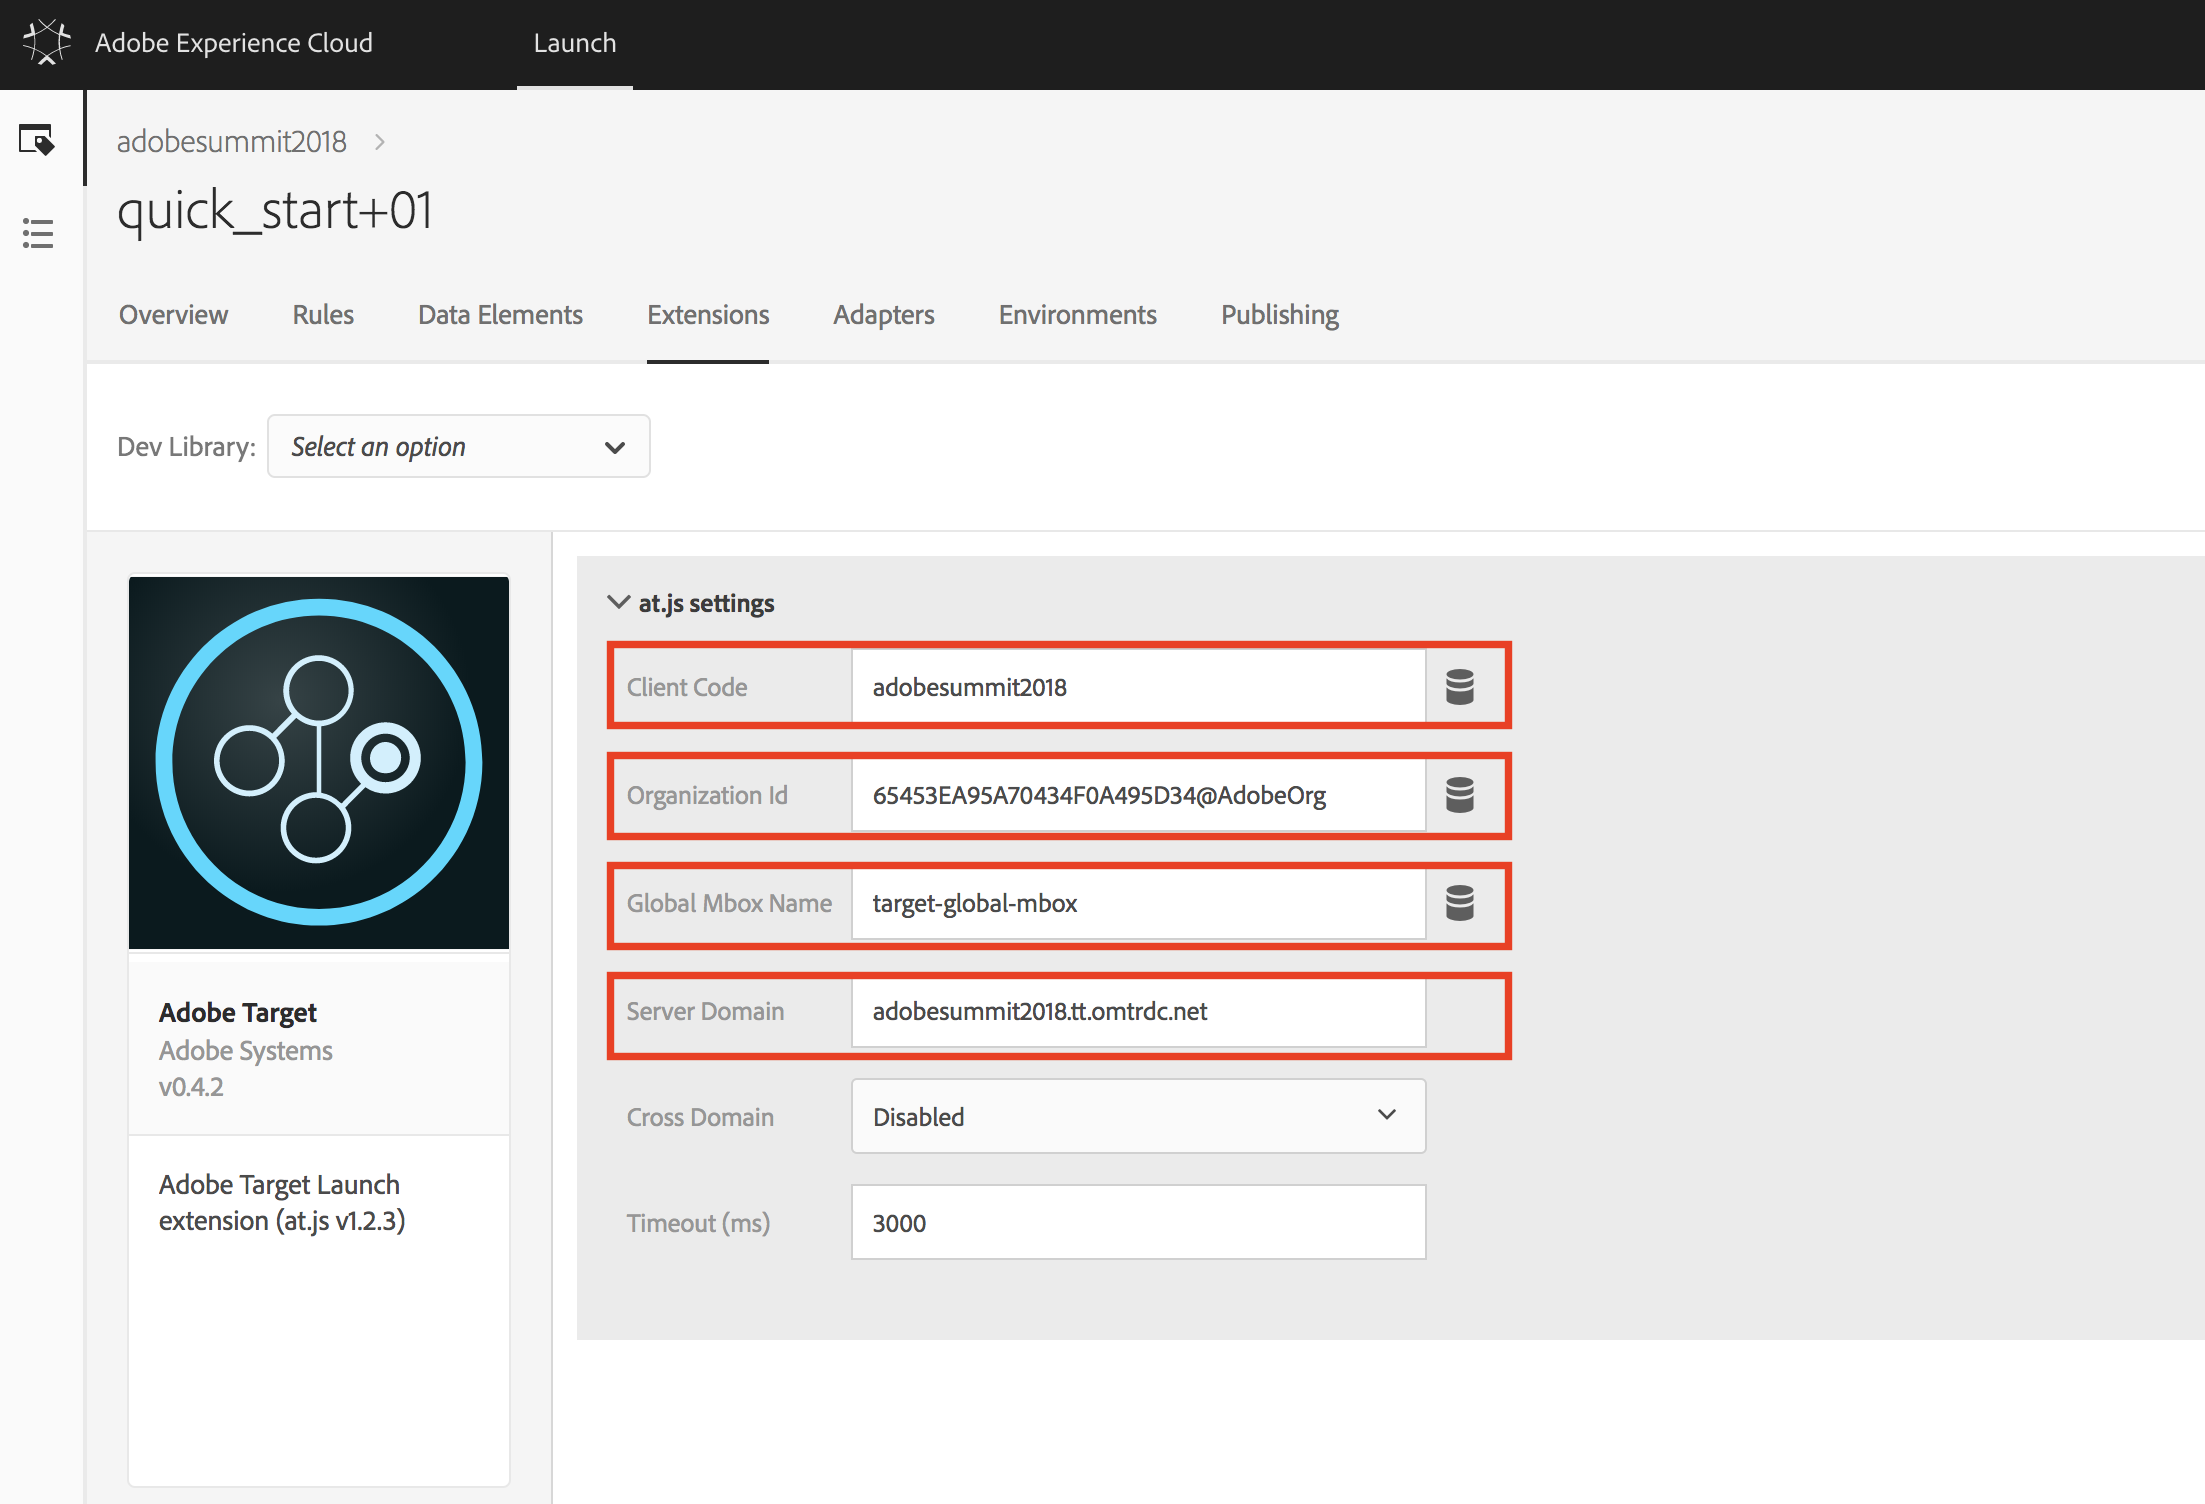 Adobe Experience Cloud
Launch
adobesummit2018
quick_start+01
Overview Rules Data Elements Extensions Adapters Environments Publishing
Dev Library: Select an option
at.js settings
Client Code adobesummit2018
Organization Id 65453EA95A70434F0A495D34@AdobeOrg
Global Mbox Name target-global-mbox
Server Domain adobesummit2018.tt.omtrdc.net
Cross Domain Disabled
Timeout (ms) 3000
Adobe Target
Adobe Systems
v0.4.2
Adobe Target Launch
extension (at.js v1.2.3)